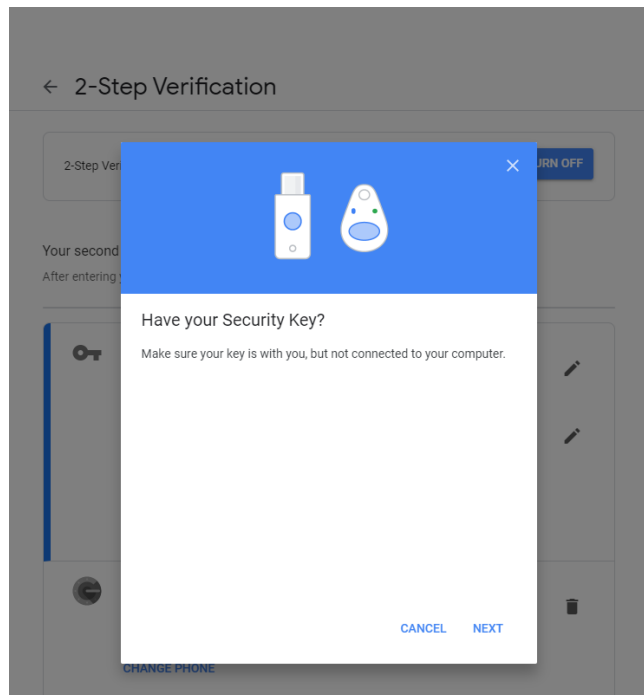 2-Step Verification
2-Step Veri
URN OFF
Your second
After entering
Have your Security Key?
Make sure your key is with you, but not connected to your computer.
CANCEL NEXT
CHANGE PHONE